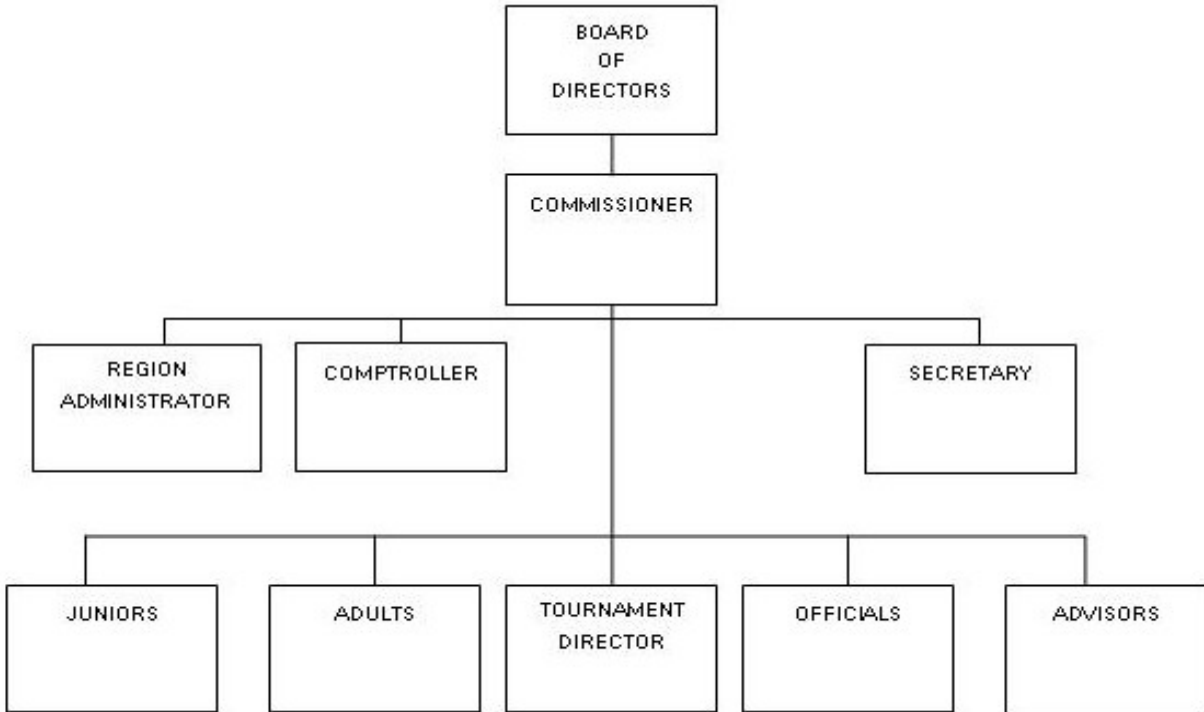 BOARD
OF
DIRECTORS
COMMISSIONER
REGION
ADMINISTRATOR
COMPTROLLER
SECRETARY
JUNIORS
ADULTS
TOURNAMENT
DIRECTOR
OFFICIALS
ADVISORS